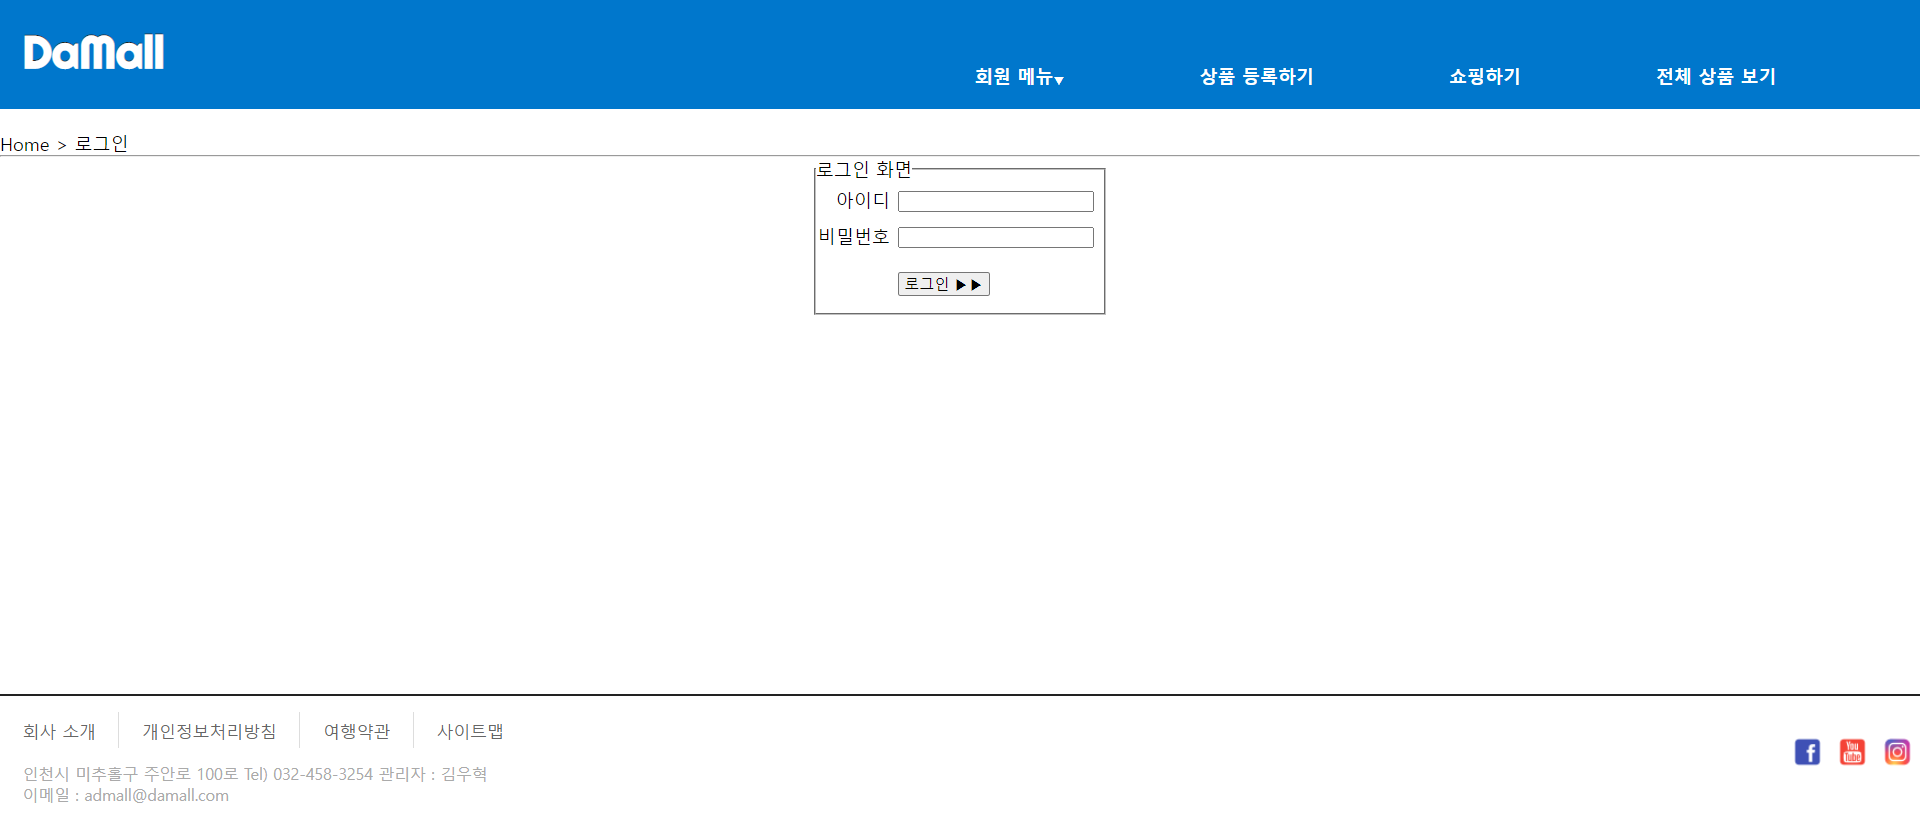 DaMall
회원 메뉴▼ 상품 등록하기 쇼핑하기 전체 상품 보기
Home > 로그인
로그인 화면
아이디
비밀번호
로그인 ▶▶
회사 소개 개인정보처리방침 여행약관 사이트맵
인천시 미추홀구 주안로 100로 Tel) 032-458-3254 관리자 : 김우혁
이메일 : admall@damall.com
You Tube